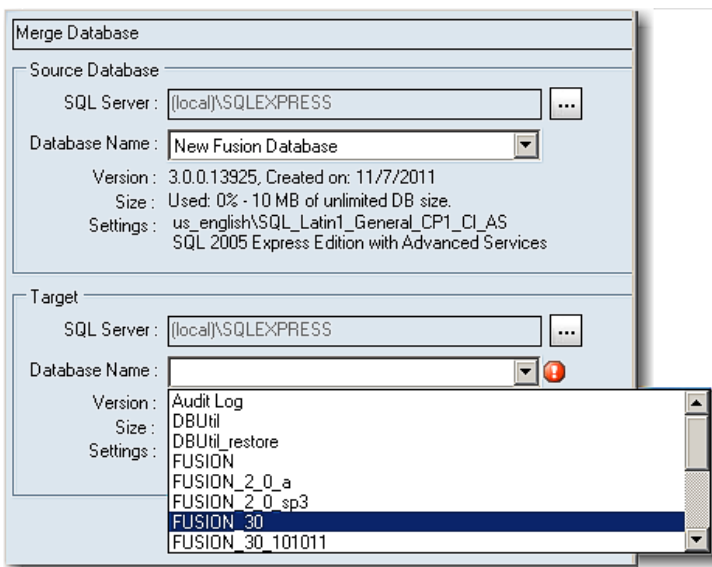 Merge Database
Source Database
SQL Server : (local)\SQLEXPRESS ...
Database Name : New Fusion Database
Version : 3.0.0.13925, Created on: 11/7/2011
Size : Used: 0% - 10 MB of unlimited DB size.
Settings : us_english\SQL_Latin1_General_CP1_CI_AS
SQL 2005 Express Edition with Advanced Services
Target
SQL Server : (local)\SQLEXPRESS ...
Database Name :
Version :
Size :
Settings :
Audit Log
DBUtil
DBUtil_restore
FUSION
FUSION_2_0_a
FUSION_2_0_sp3
FUSION_30
FUSION_30_101011